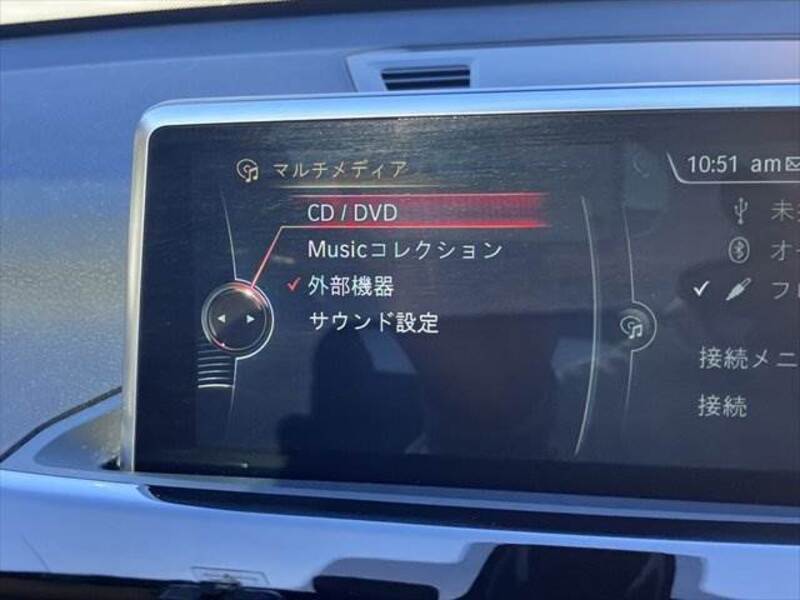 マルチメディア
CD / DVD
Musicコレクション
外部機器
サウンド設定
10:51 am
オー
接続メニ
接続